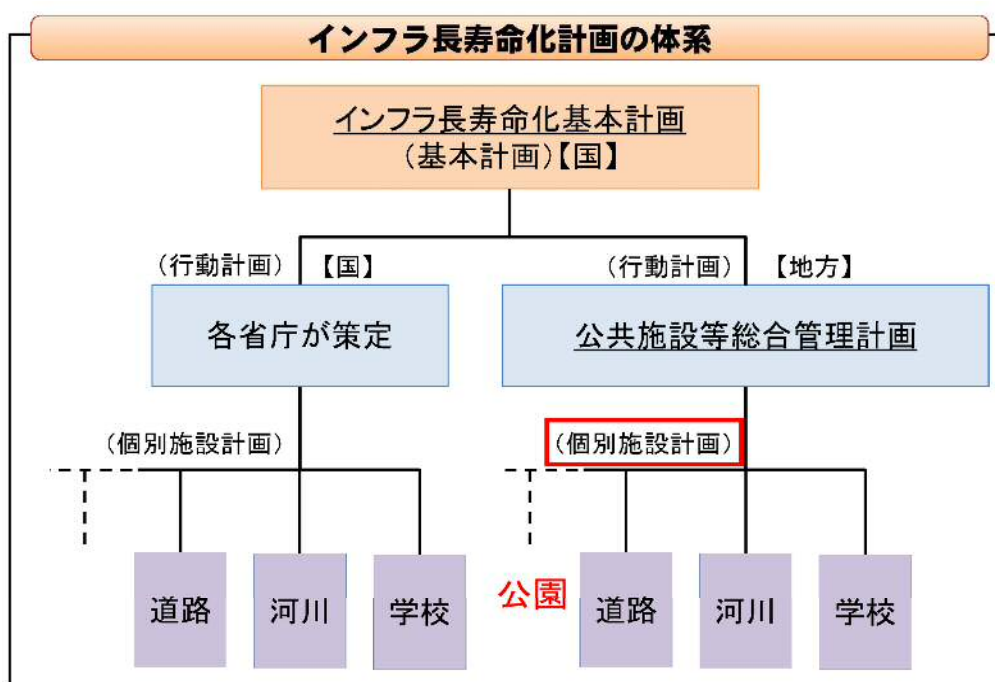 インフラ長寿命化計画の体系
インフラ長寿命化基本計画
(基本計画)【国】
(行動計画)
【国】
(行動計画)
【地方】
各省庁が策定
公共施設等総合管理計画
(個別施設計画)
(個別施設計画)
道路
河川
学校
公園
道路
河川
学校